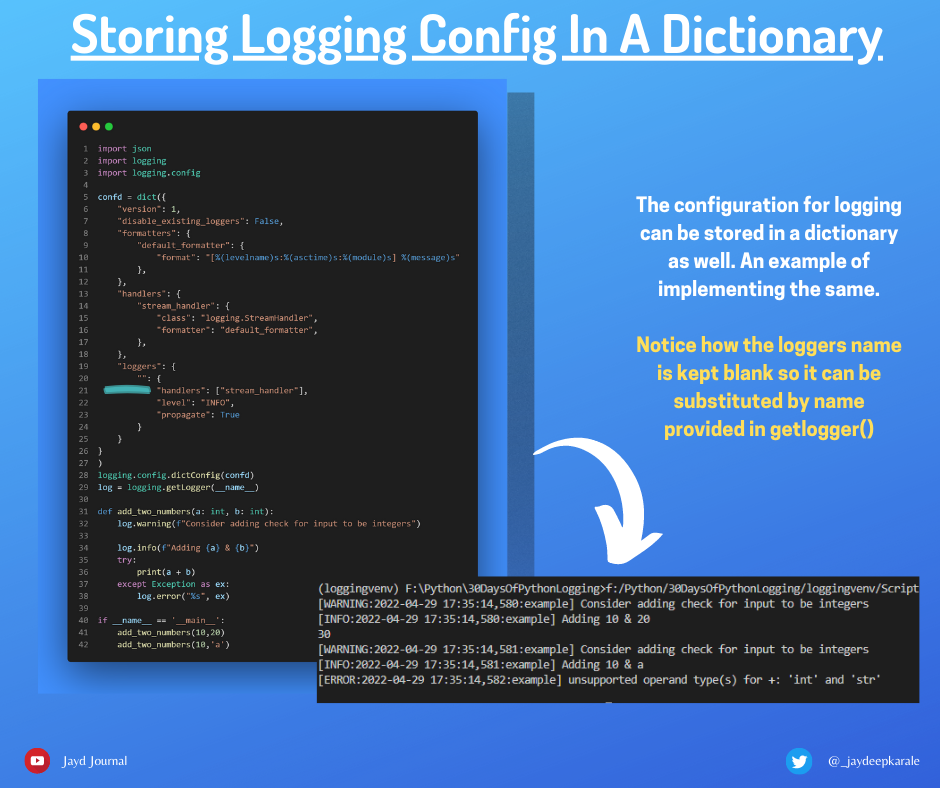 Storing Logging Config In A Dictionary
1 import json
2 import logging
3 import logging.config
4
5 confd = dict({
6 "version": 1,
7 "disable_existing_loggers": False,
8 "formatters": {
9 "default_formatter": {
10 "format": "[%(levelname)s:%(asctime)s:%(module)s] %(message)s"
11 },
12 },
13 "handlers": {
14 "stream_handler": {
15 "class": "logging.StreamHandler",
16 "formatter": "default_formatter",
17 },
18 },
19 "loggers": {
20 "": {
21 "handlers": ["stream_handler"],
22 "level": "INFO",
23 "propagate": True
24 }
25 }
26 }
27 )
28 logging.config.dictConfig(confd)
29 log = logging.getLogger(__name__)
30
31 def add_two_numbers(a: int, b: int):
32 log.warning(f"Consider adding check for input to be integers")
33
34 log.info(f"Adding {a} & {b}")
35 try:
36 print(a + b)
37 except Exception as ex:
38 log.error("%s", ex)
39
40 if __name__ == '__main__':
41 add_two_numbers(10,20)
42 add_two_numbers(10,'a')
The configuration for logging
can be stored in a dictionary
as well. An example of
implementing the same.
Notice how the loggers name
is kept blank so it can be
substituted by name
provided in getlogger()
(loggingvenv) F:\Python\30DaysOfPythonLogging>f:/Python/30DaysOfPythonLogging/loggingvenv/Script
[WARNING:2022-04-29 17:35:14,580:example] Consider adding check for input to be integers
[INFO:2022-04-29 17:35:14,580:example] Adding 10 & 20
30
[WARNING:2022-04-29 17:35:14,581:example] Consider adding check for input to be integers
[INFO:2022-04-29 17:35:14,581:example] Adding 10 & a
[ERROR:2022-04-29 17:35:14,582:example] unsupported operand type(s) for +: 'int' and 'str'
Jayd Journal
@_jaydeepkarale